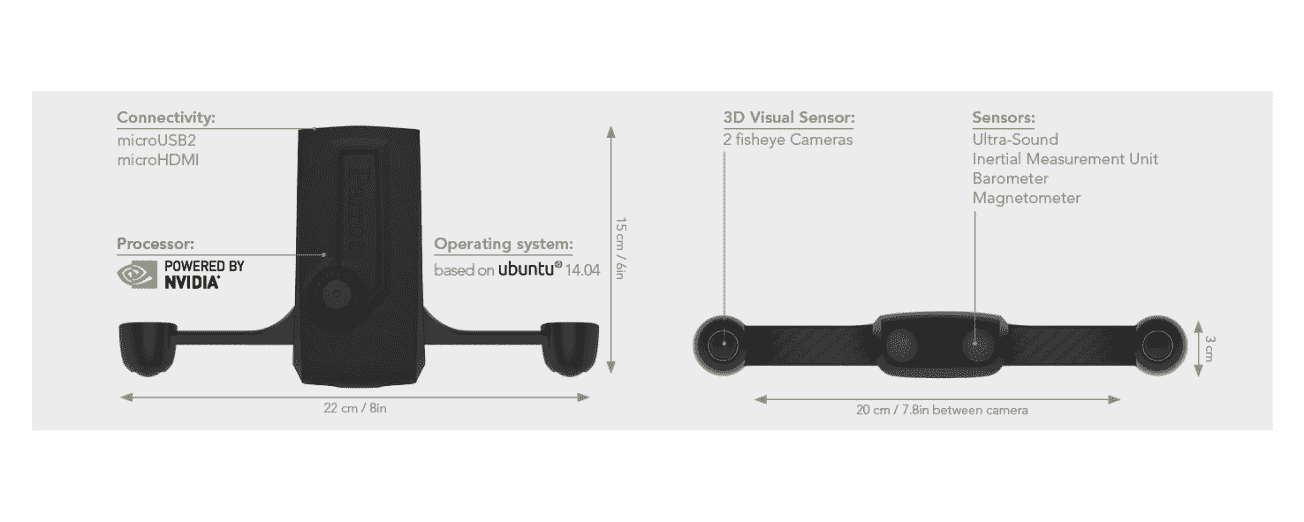 Connectivity:
microUSB2
microHDMI
Parrot
Processor:
POWERED BY
NVIDIA
Operating system:
based on ubuntu® 14.04
15 cm / 6in
22 cm / 8in
3D Visual Sensor:
2 fisheye Cameras
Sensors:
Ultra-Sound
Inertial Measurement Unit
Barometer
Magnetometer
3 cm
20 cm / 7.8in between camera